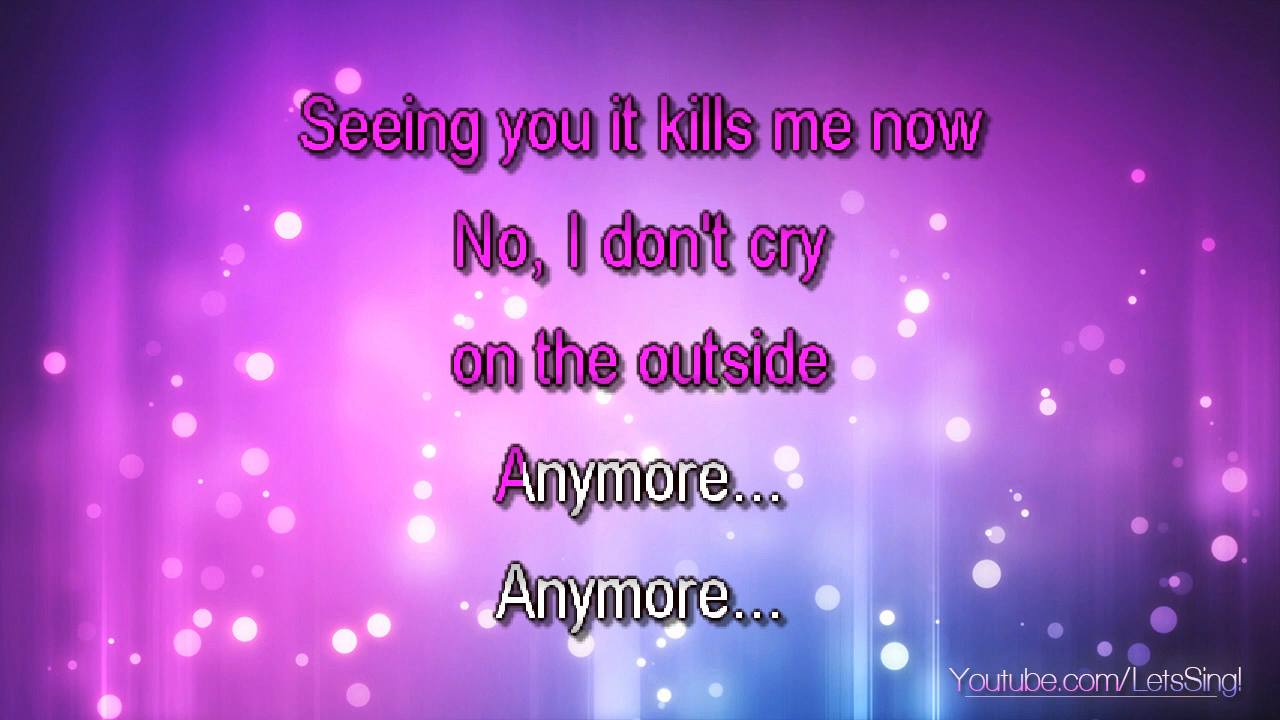 Seeing you it kills me now
No, I don't cry
on the outside
Anymore...
Anymore...
Youtube.com/LetsSing!